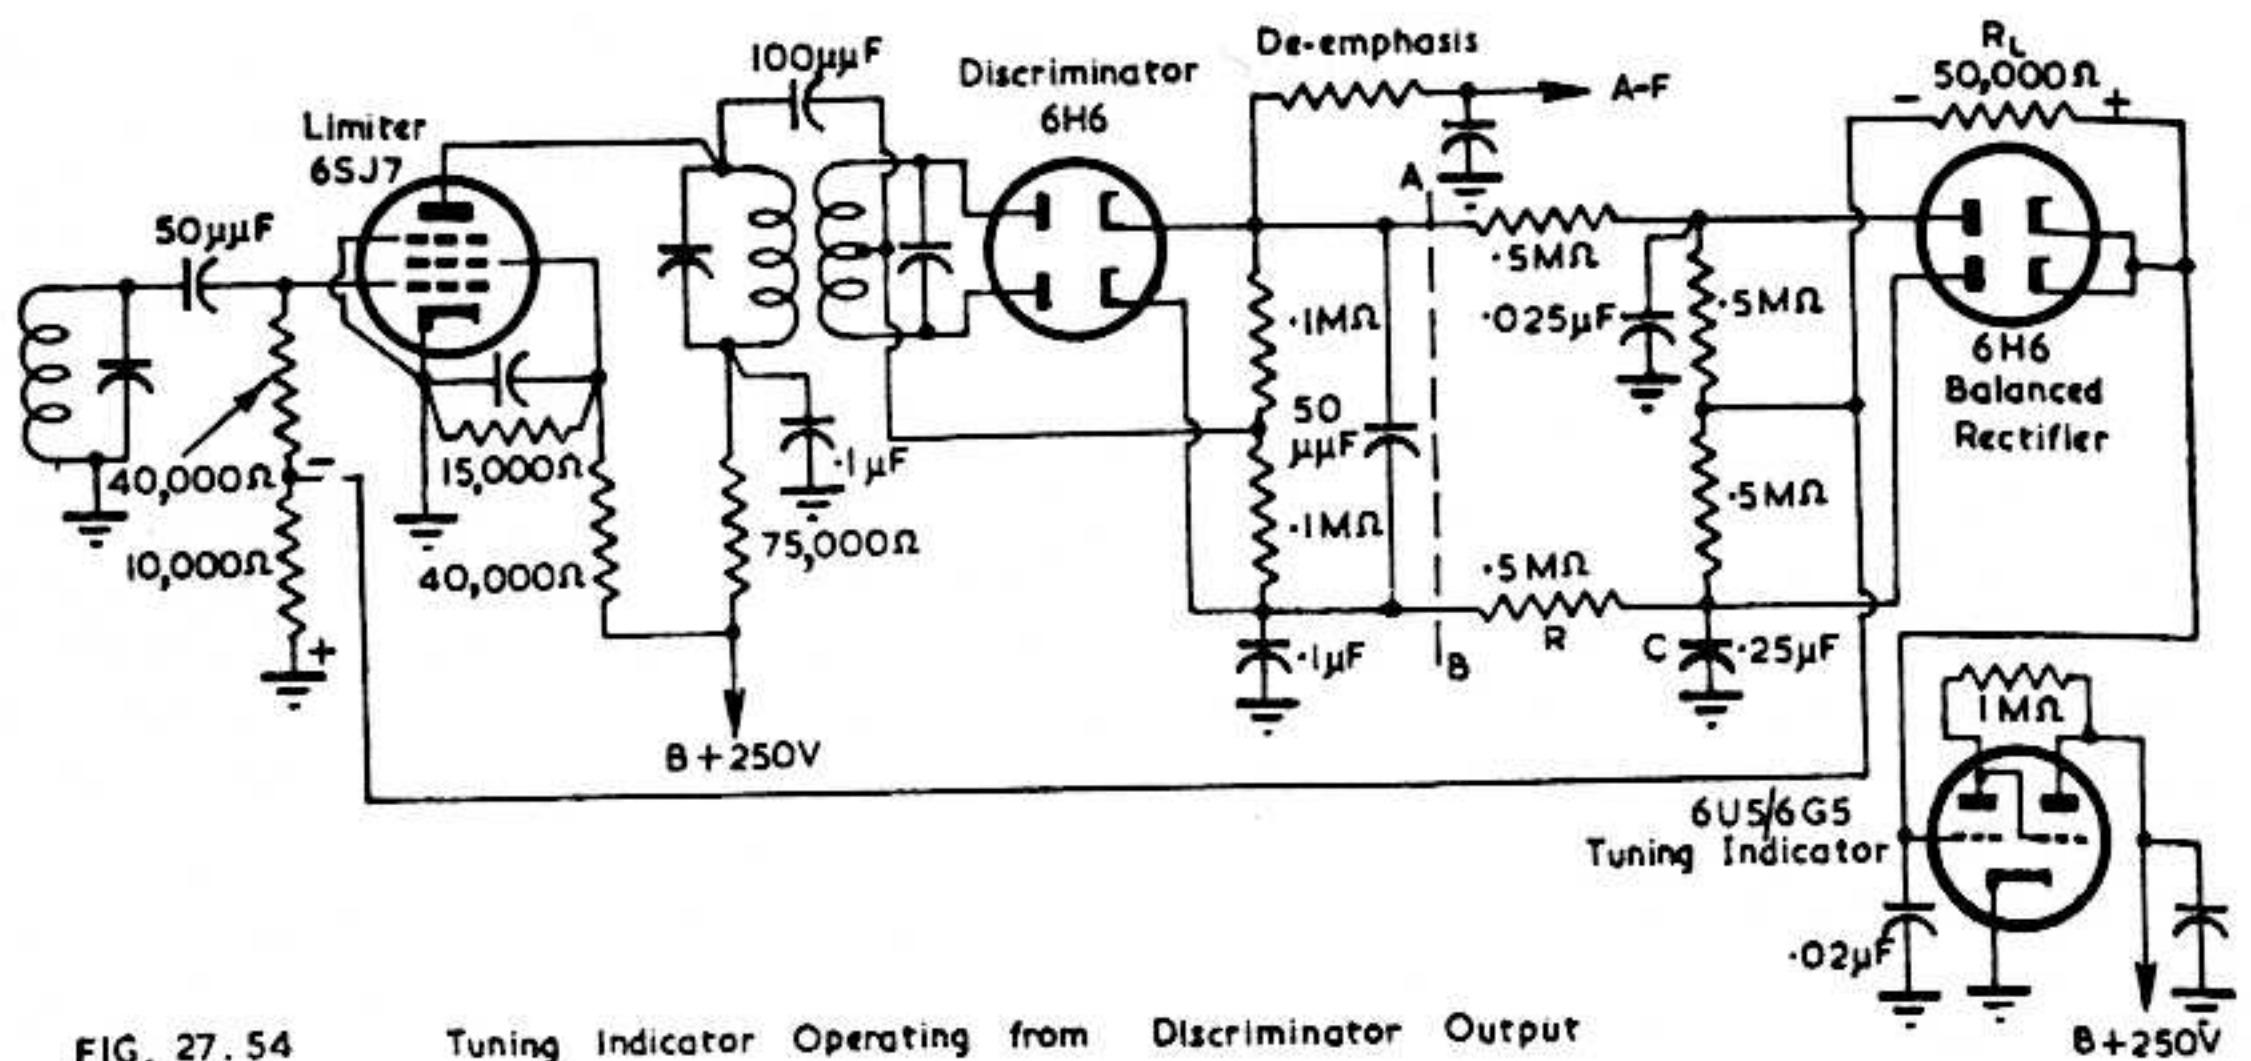 100μμF
De-emphasis
A-F
Discriminator
6H6
R_L
50,000Ω
-
+
Limiter
6SJ7
50μμF
A
·5MΩ
·025μF
·5MΩ
·1MΩ
50
μμF
6H6
Balanced
Rectifier
40,000Ω
-
15,000Ω
·1μF
·5MΩ
·1MΩ
10,000Ω
40,000Ω
75,000Ω
·5MΩ
R
+
·1μF
B
C
·25μF
1MΩ
B+250V
6U5/6G5
Tuning Indicator
·02μF
B+250V
FIG. 27.54 Tuning Indicator Operating from Discriminator Output